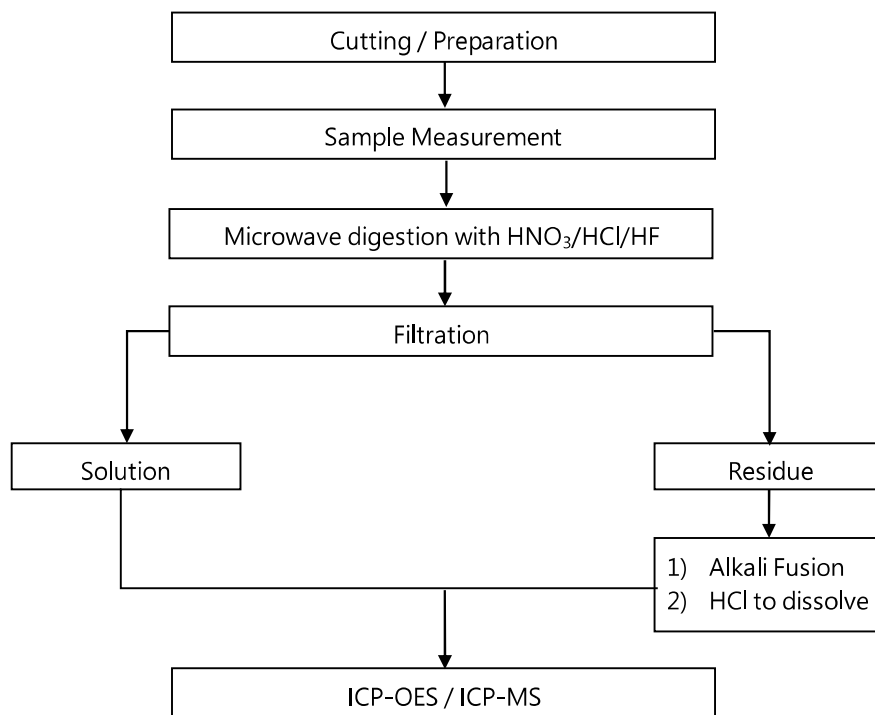 Cutting / Preparation
Sample Measurement
Microwave digestion with HNO₃/HCl/HF
Filtration
Solution
Residue
1) Alkali Fusion
2) HCl to dissolve
ICP-OES / ICP-MS